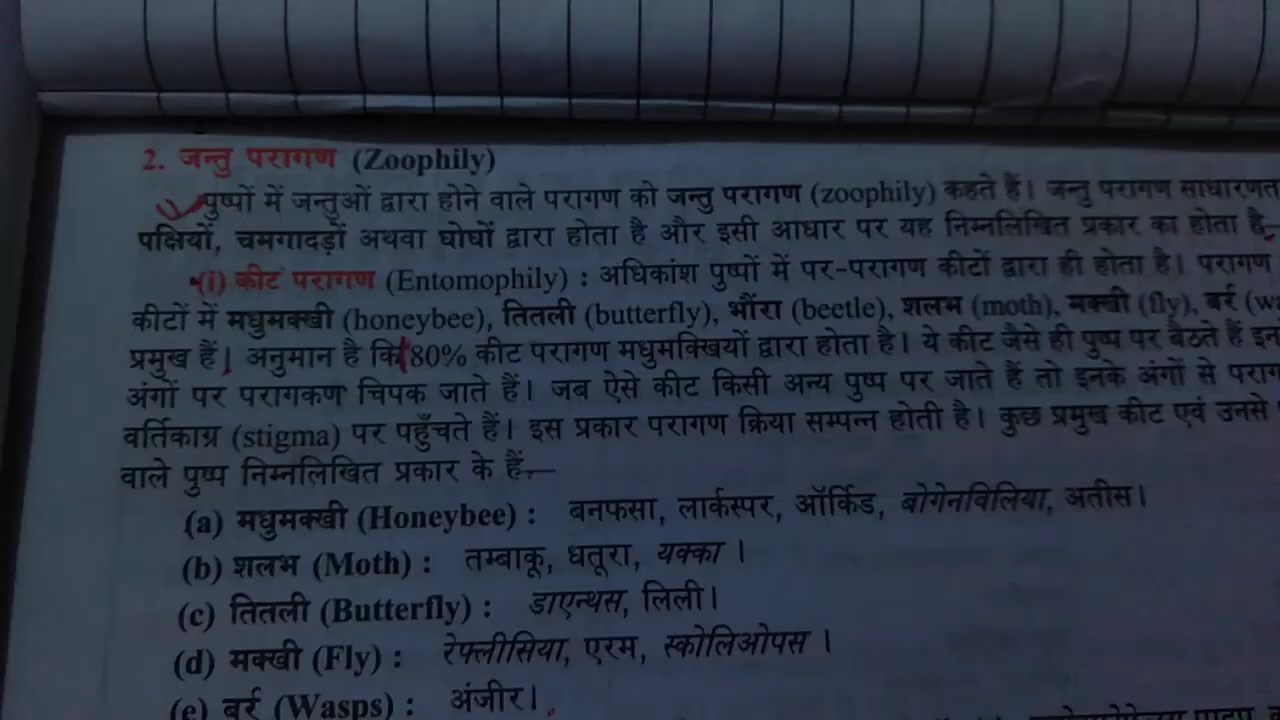 2. जन्तु परागण (Zoophily)
पुष्पों में जन्तुओं द्वारा होने वाले परागण को जन्तु परागण (zoophily) कहते हैं। जन्तु परागण
पक्षियों, चमगादड़ों अथवा घोघों द्वारा होता है और इसी आधार पर यह निम्नलिखित प्रकार का होता है–
(i) कीट परागण (Entomophily) : अधिकांश पुष्पों में पर-परागण कीटों द्वारा ही होता है। परागण
कीटों में मधुमक्खी (honeybee), तितली (butterfly), भौंरा (beetle), शलभ (moth), मक्खी (fly), बर्र
प्रमुख हैं। अनुमान है कि 80% कीट परागण मधुमक्खियों द्वारा होता है। ये कीट जैसे ही पुष्प पर बैठते हैं
अंगों पर परागकण चिपक जाते हैं। जब ऐसे कीट किसी अन्य पुष्प पर जाते हैं तो इनके अंगों से
वर्तिकाग्र (stigma) पर पहुँचते हैं। इस प्रकार परागण क्रिया सम्पन्न होती है। कुछ प्रमुख कीट एवं उनसे
वाले पुष्प निम्नलिखित प्रकार के हैं–
(a) मधुमक्खी (Honeybee) : बनफसा, लार्कस्पर, ऑर्किड, बोगेनविलिया, अतीस।
(b) शलभ (Moth) : तम्बाकू, धतूरा, यक्का ।
(c) तितली (Butterfly) : डाएन्थस, लिली।
(d) मक्खी (Fly) : रेफ्लीसिया, एरम, स्कोलिओपस ।
(e) बर्र (Wasps) : अंजीर।